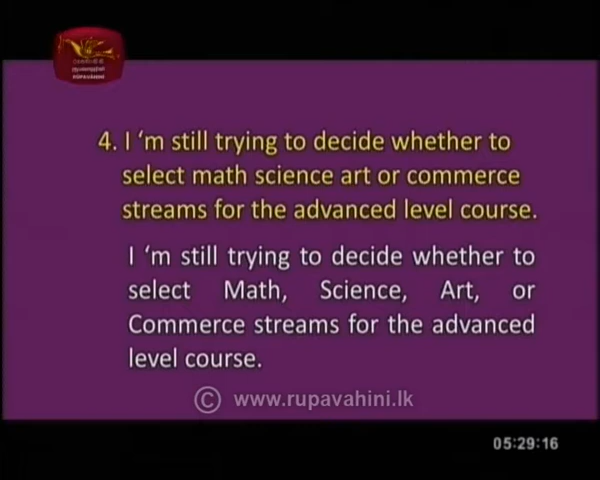 4. I ‘m still trying to decide whether to
select math science art or commerce
streams for the advanced level course.
I ‘m still trying to decide whether to
select Math, Science, Art, or
Commerce streams for the advanced
level course.
© www.rupavahini.lk
05:29:16